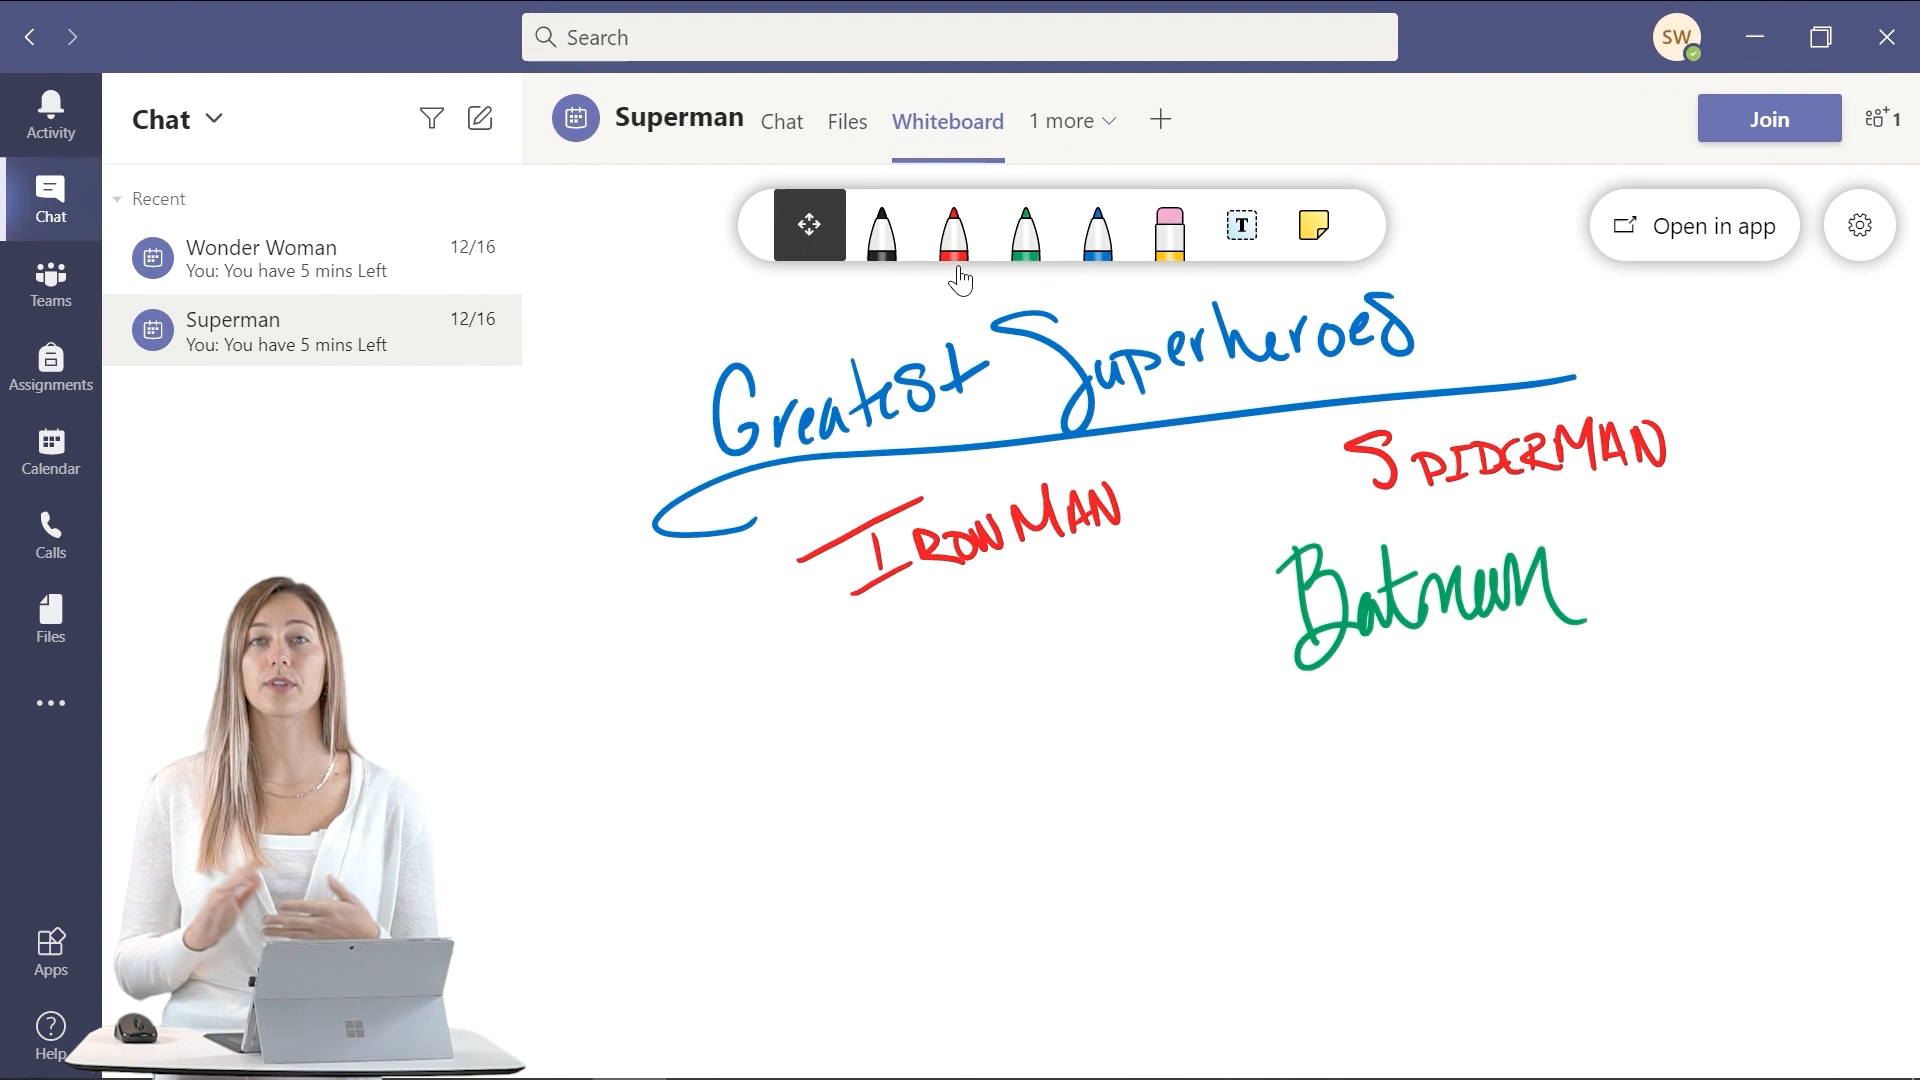 Search
SW
Activity
Chat
Teams
Assignments
Calendar
Calls
Files
Apps
Help
Chat
Recent
Wonder Woman 12/16
You: You have 5 mins Left
Superman 12/16
You: You have 5 mins Left
Superman Chat Files Whiteboard 1 more
Join 1
T
Open in app
Greatest Superheroes
SPIDERMAN
IRONMAN
Batman